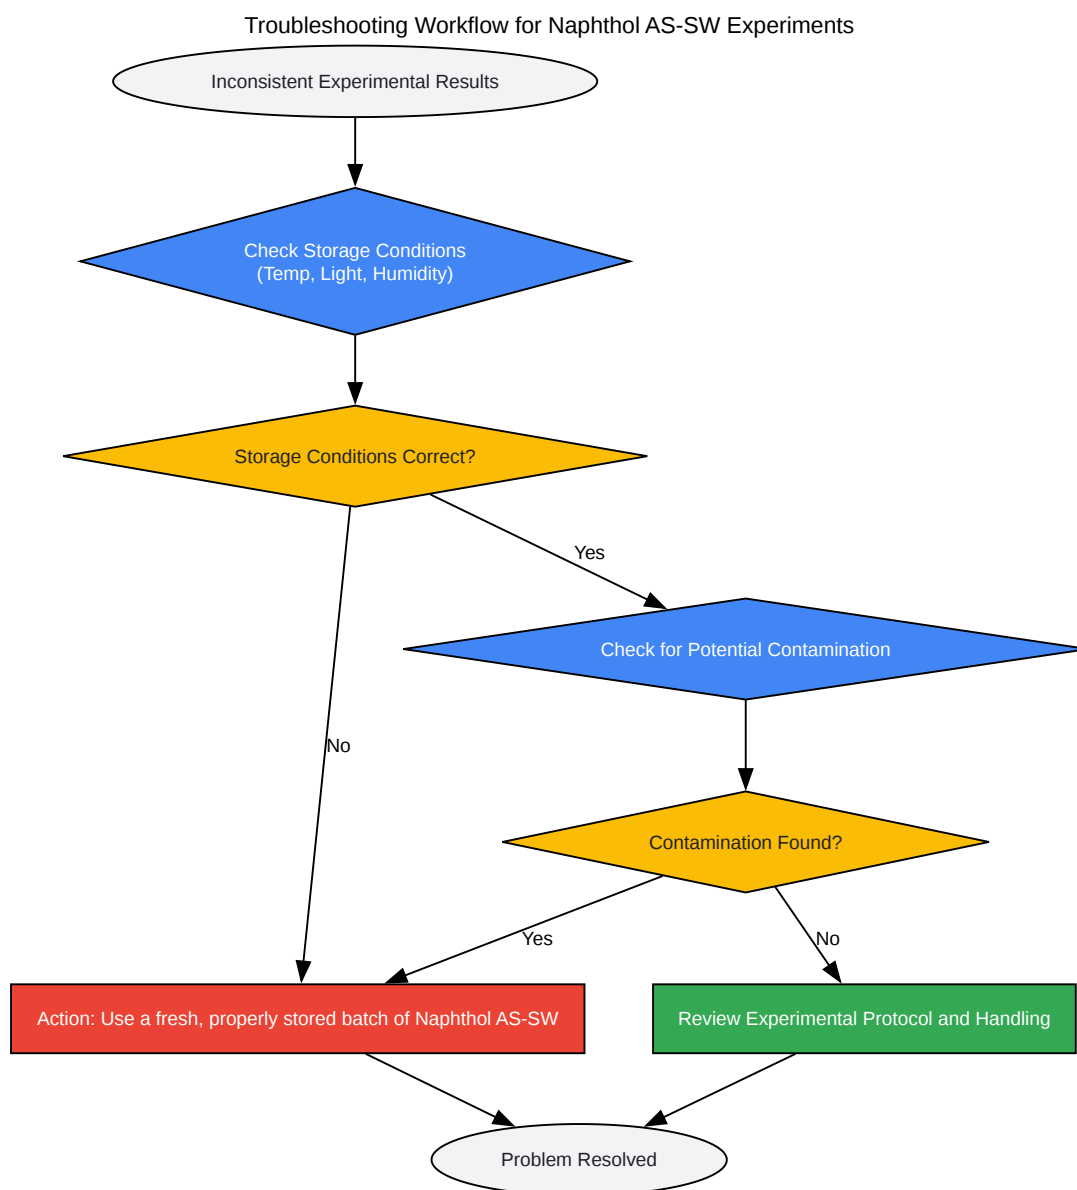 Troubleshooting Workflow for Naphthol AS-SW Experiments
Inconsistent Experimental Results
Check Storage Conditions
(Temp, Light, Humidity)
Storage Conditions Correct?
Yes
Check for Potential Contamination
No
Contamination Found?
Yes
No
Action: Use a fresh, properly stored batch of Naphthol AS-SW
Review Experimental Protocol and Handling
Problem Resolved